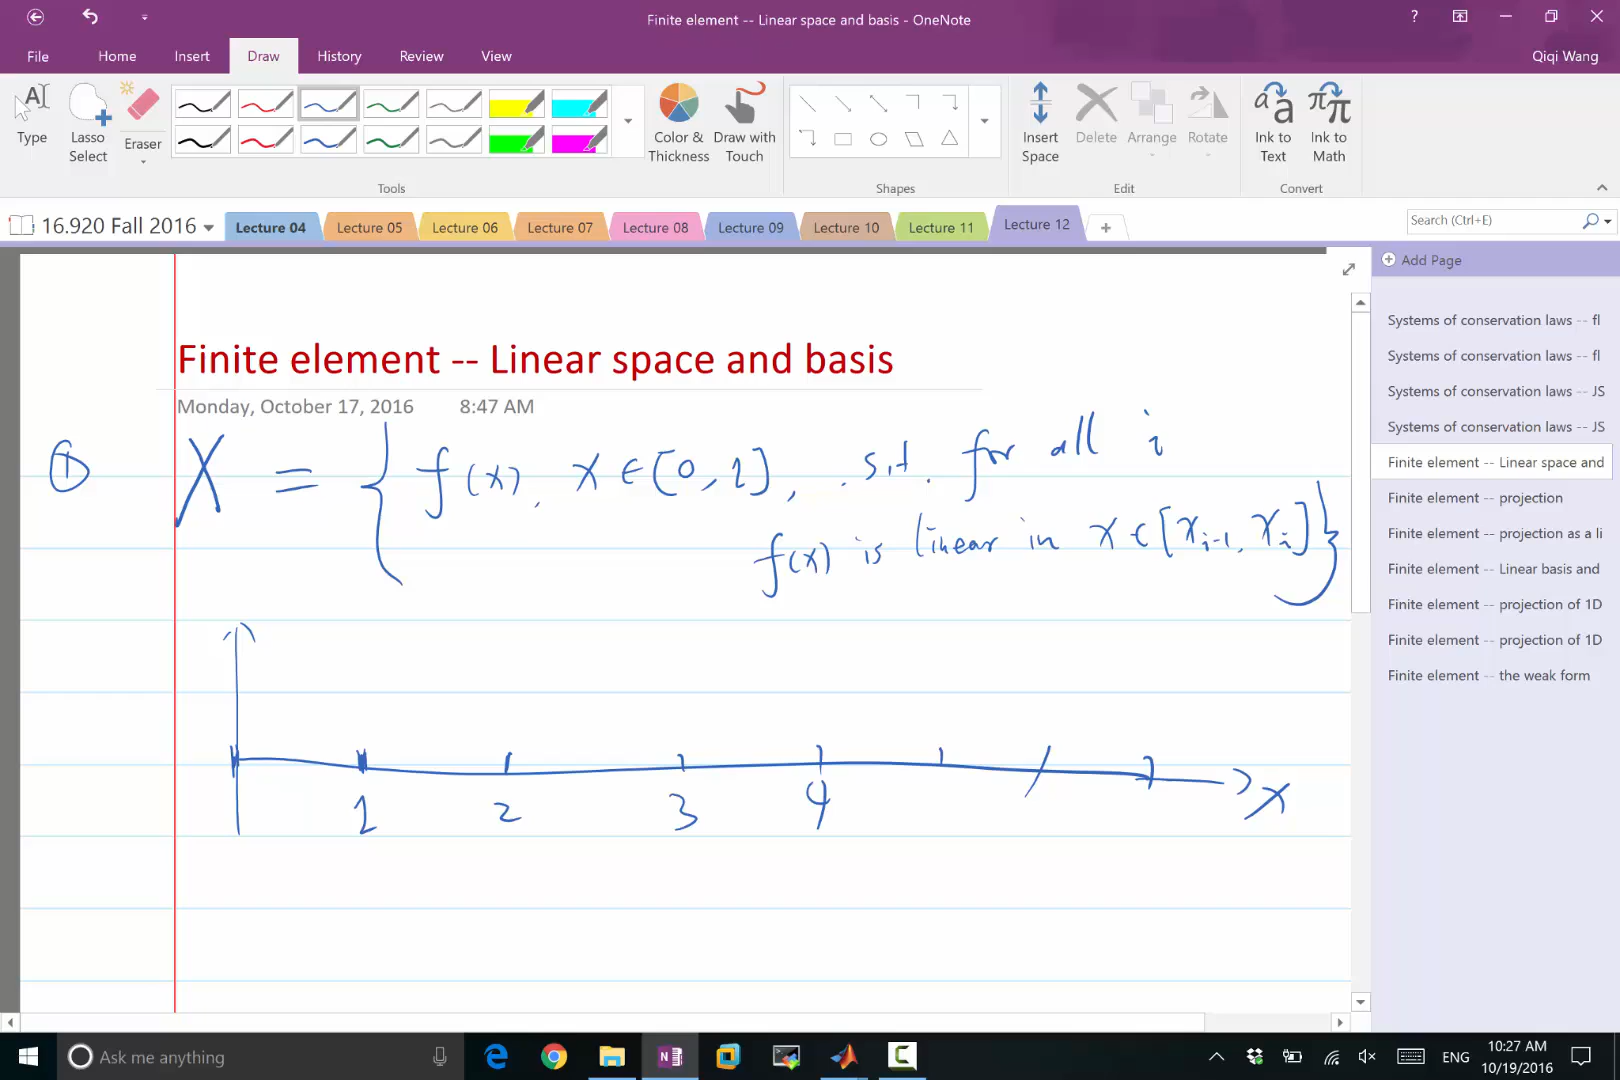 Finite element -- Linear space and basis - OneNote
?
File
Home
Insert
Draw
History
Review
View
Qiqi Wang
Type
Lasso Select
Eraser
Color & Thickness
Draw with Touch
Insert Space
Delete
Arrange
Rotate
Ink to Text
Ink to Math
Tools
Shapes
Edit
Convert
16.920 Fall 2016
Lecture 04
Lecture 05
Lecture 06
Lecture 07
Lecture 08
Lecture 09
Lecture 10
Lecture 11
Lecture 12
Search (Ctrl+E)
Add Page
Systems of conservation laws -- fl
Systems of conservation laws -- fl
Systems of conservation laws -- JS
Systems of conservation laws -- JS
Finite element -- Linear space and
Finite element -- projection
Finite element -- projection as a li
Finite element -- Linear basis and
Finite element -- projection of 1D
Finite element -- projection of 1D
Finite element -- the weak form
Finite element -- Linear space and basis
Monday, October 17, 2016 8:47 AM
① X = { f(x), x ∈ [0, 1], s.t. for all i
f(x) is linear in x ∈ [x_{i-1}, x_i] }
1 2 3 4 x
Ask me anything
ENG
10:27 AM
10/19/2016